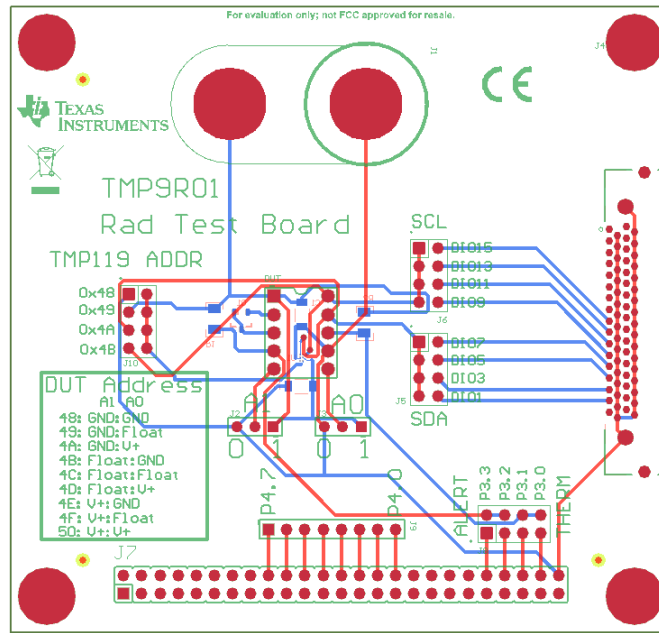 For evaluation only; not FCC approved for resale.
J1
J4
CE
TEXAS
INSTRUMENTS
TMP9R01
Rad Test Board
TMP119 ADDR
SCL
0x48
0x49
0x4A
0x4B
J10
DUT
DIO15
DIO13
DIO11
DIO9
J6
DIO7
DIO5
DIO3
DIO1
J5
SDA
DUT Address
A1 A0
48: GND:GND
49: GND:Float
4A: GND:V+
4B: Float:GND
4C: Float:Float
4D: Float:V+
4E: V+:GND
4F: V+:Float
50: V+:V+
J2
A1
A0
0 1
0 1
P4.7
P4.0
J9
ALERT
P3.3
P3.2
P3.1
P3.0
THERM
J7